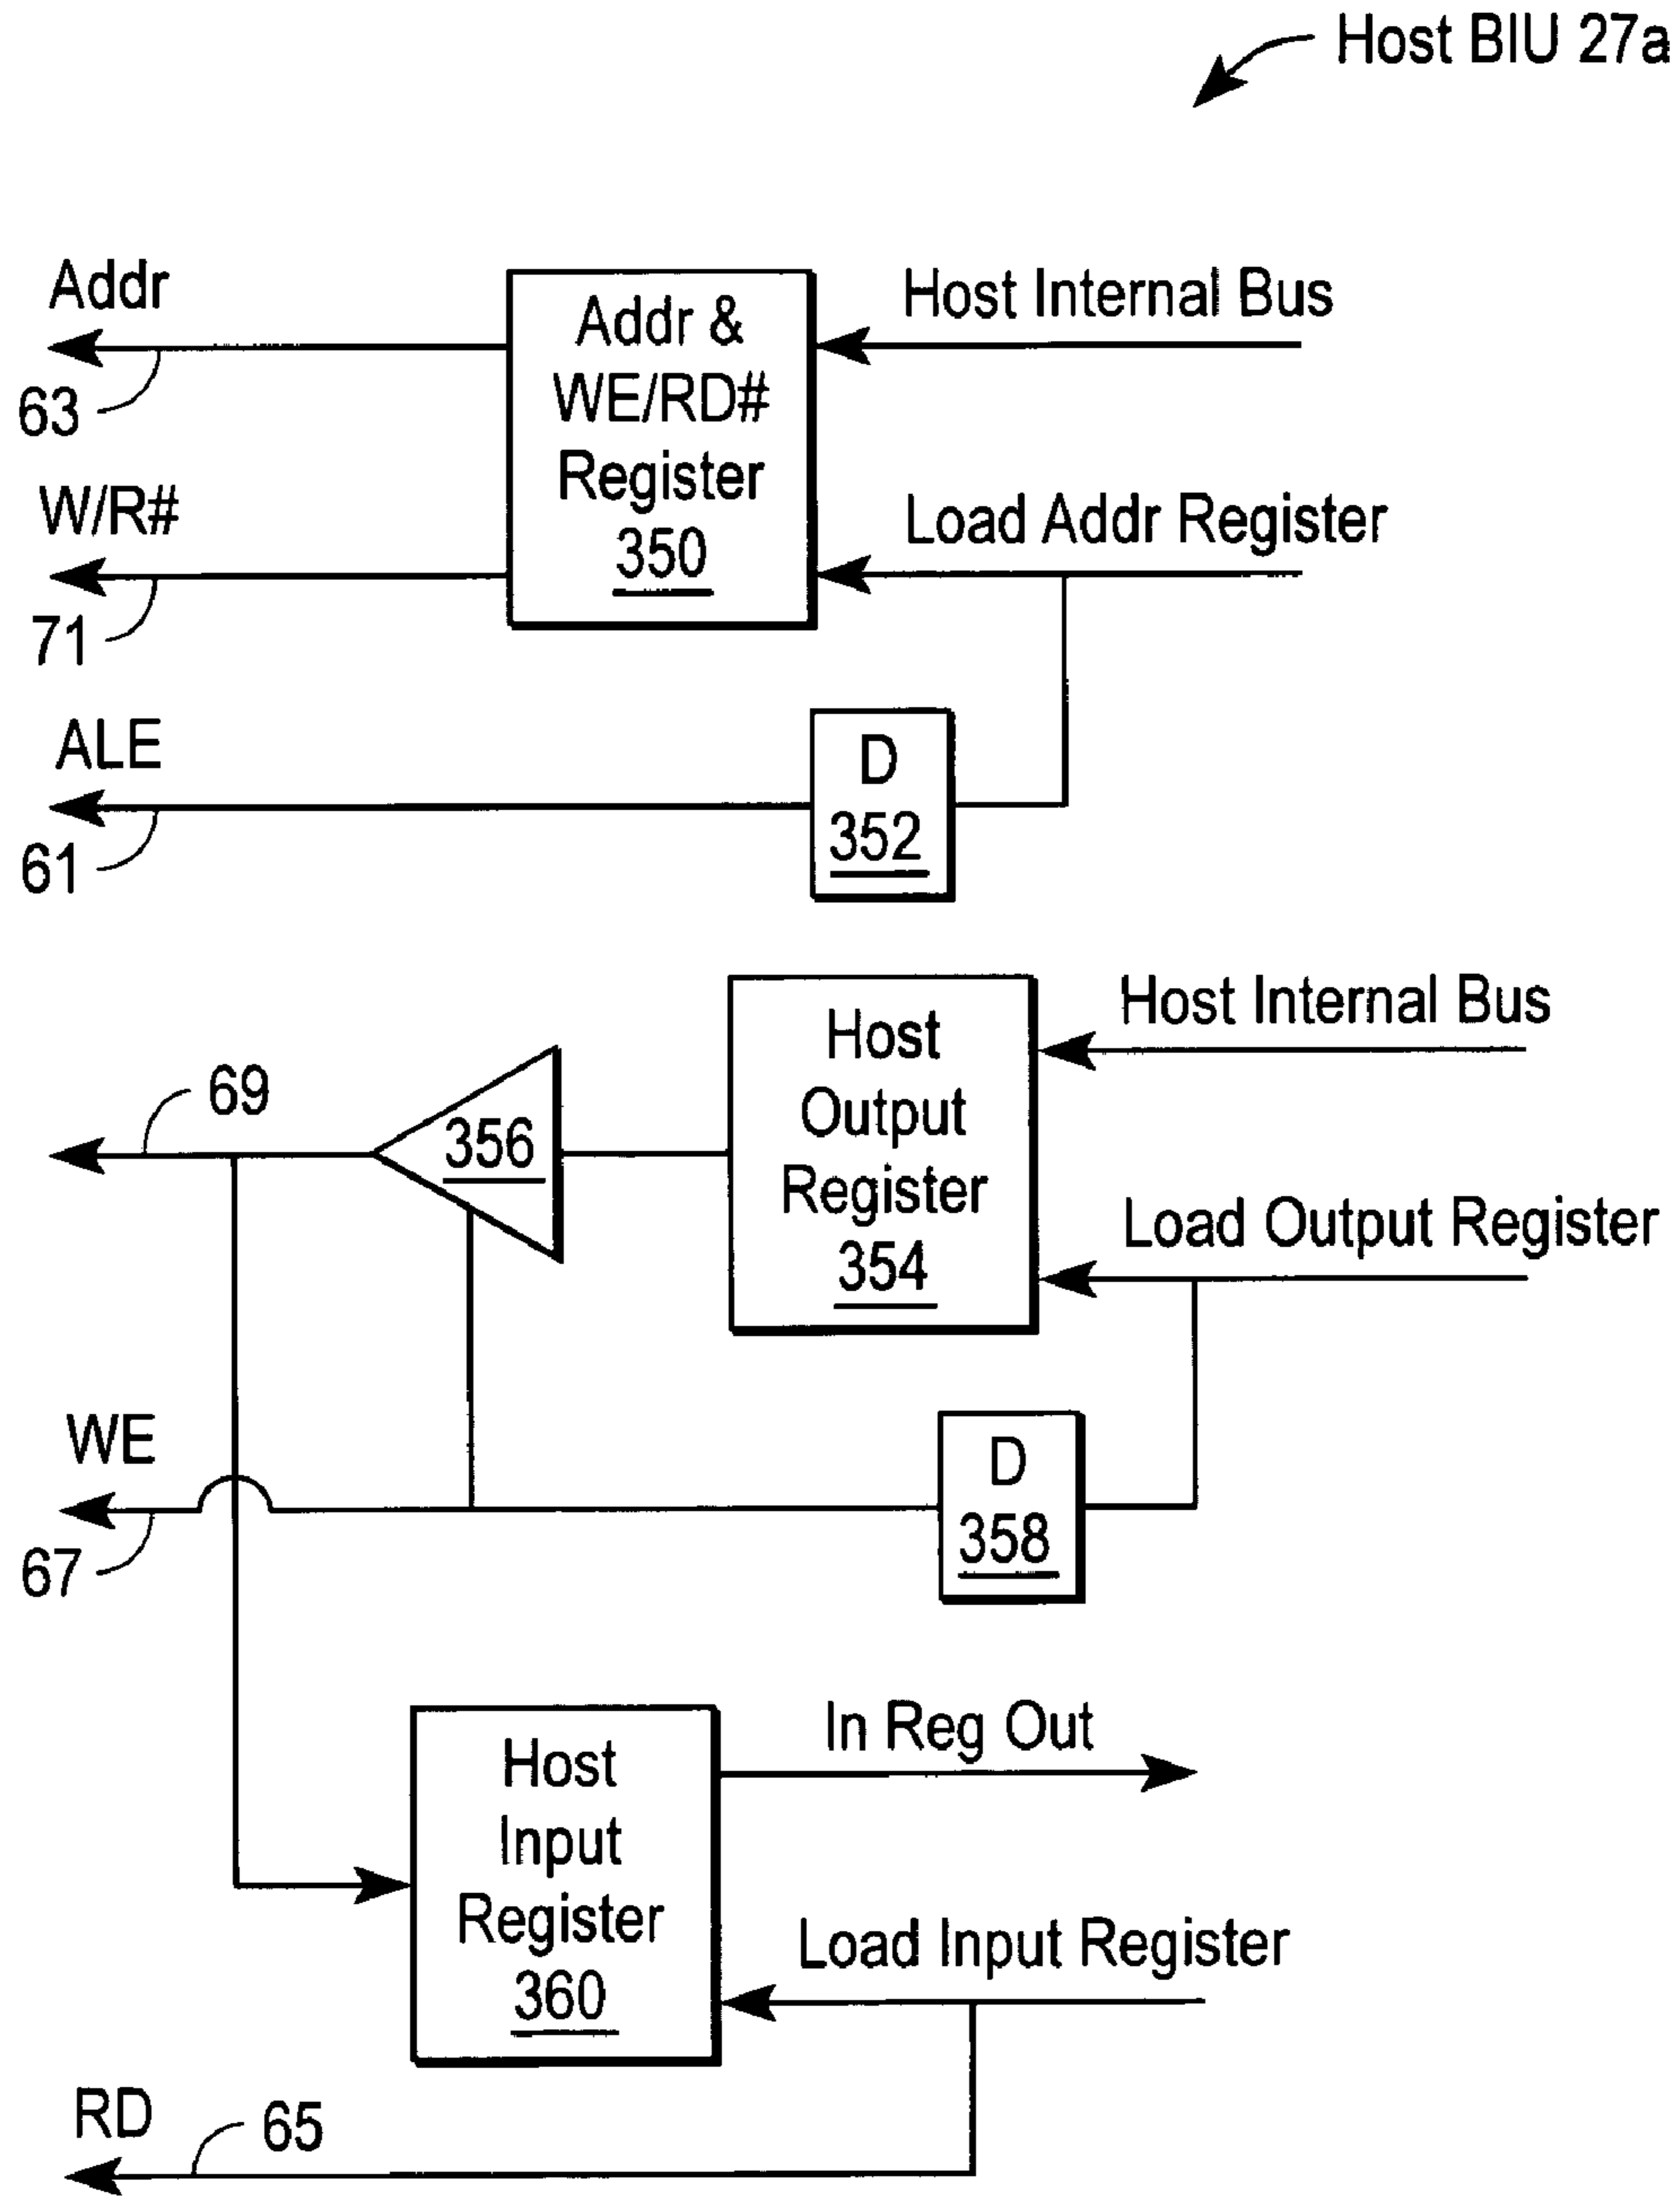 Host BIU 27a
Addr
63
Addr &
WE/RD#
Register
350
Host Internal Bus
W/R#
71
Load Addr Register
ALE
61
D
352
69
356
Host
Output
Register
354
Host Internal Bus
Load Output Register
WE
67
D
358
Host
Input
Register
360
In Reg Out
Load Input Register
RD
65